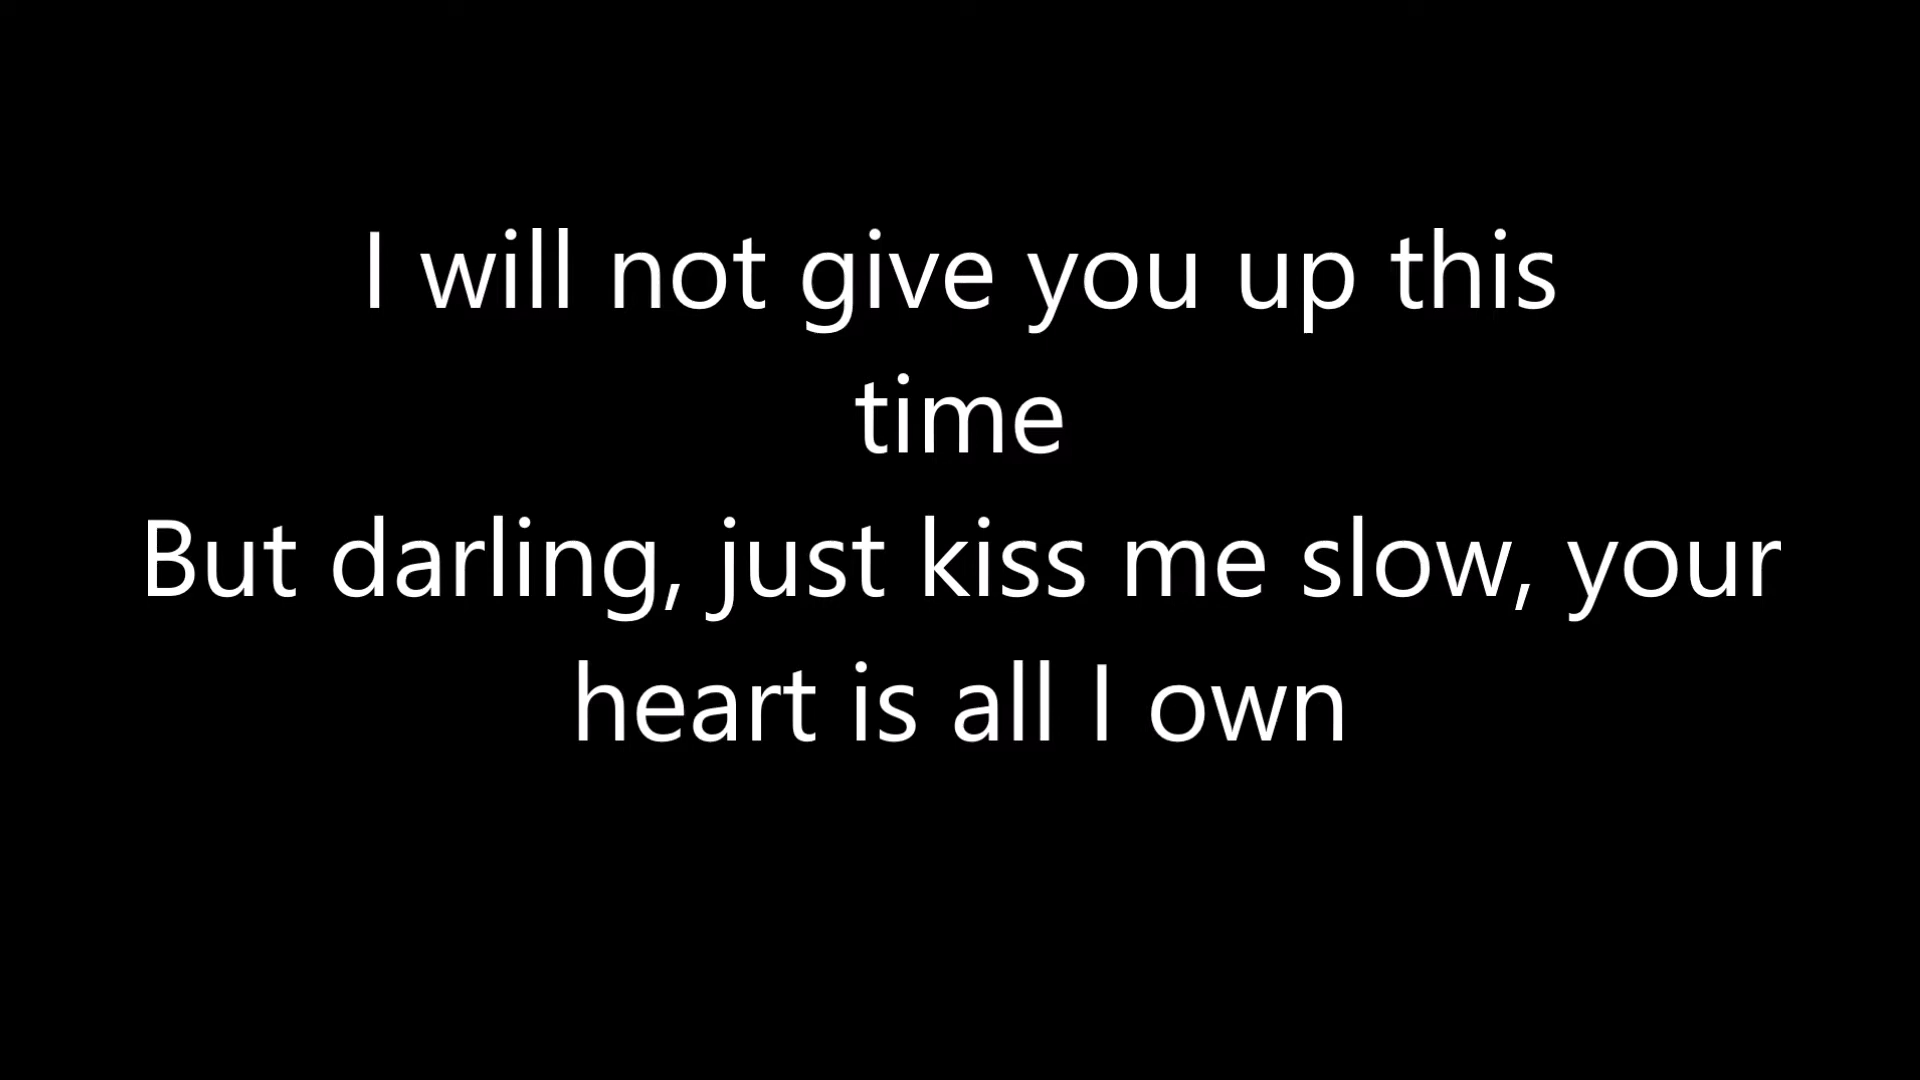 I will not give you up this
time
But darling, just kiss me slow, your
heart is all I own